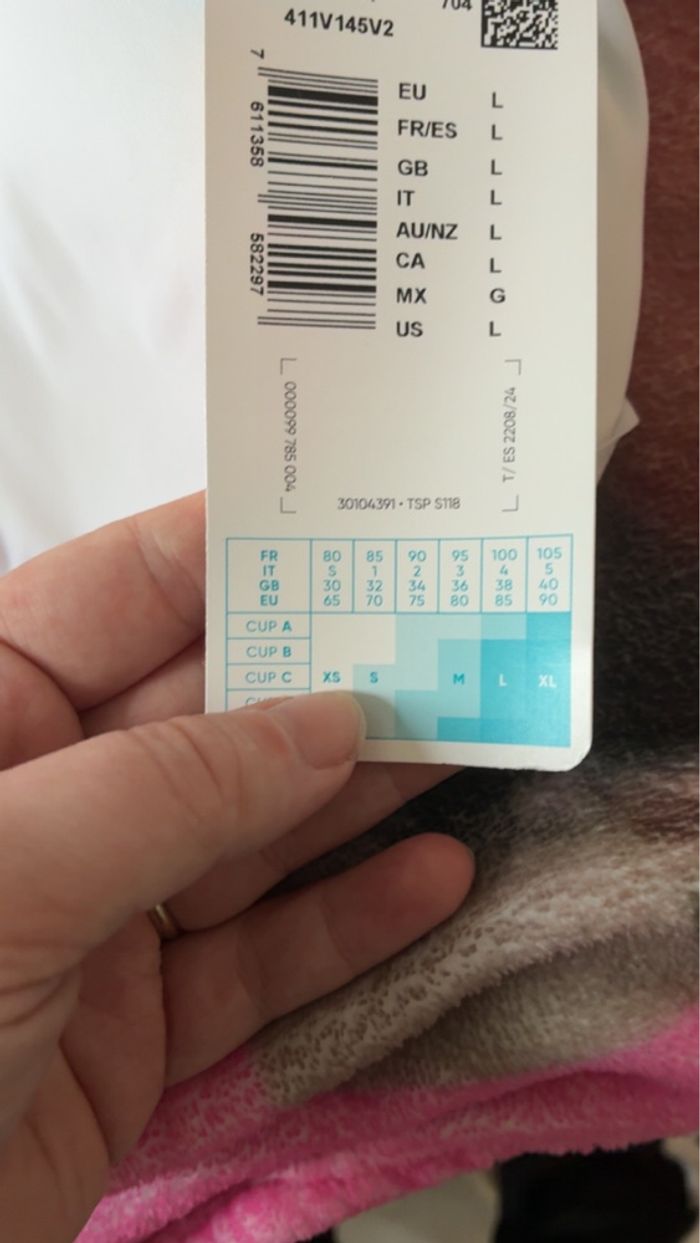 704
411V145V2
7 611358 582297
EU L
FR/ES L
GB L
IT L
AU/NZ L
CA L
MX G
US L
000099 785 004
T/ ES 2208/24
30104391 • TSP S118
FR 80 85 90 95 100 105
IT S 1 2 3 4 5
GB 30 32 34 36 38 40
EU 65 70 75 80 85 90
CUP A
CUP B
CUP C XS S M L XL